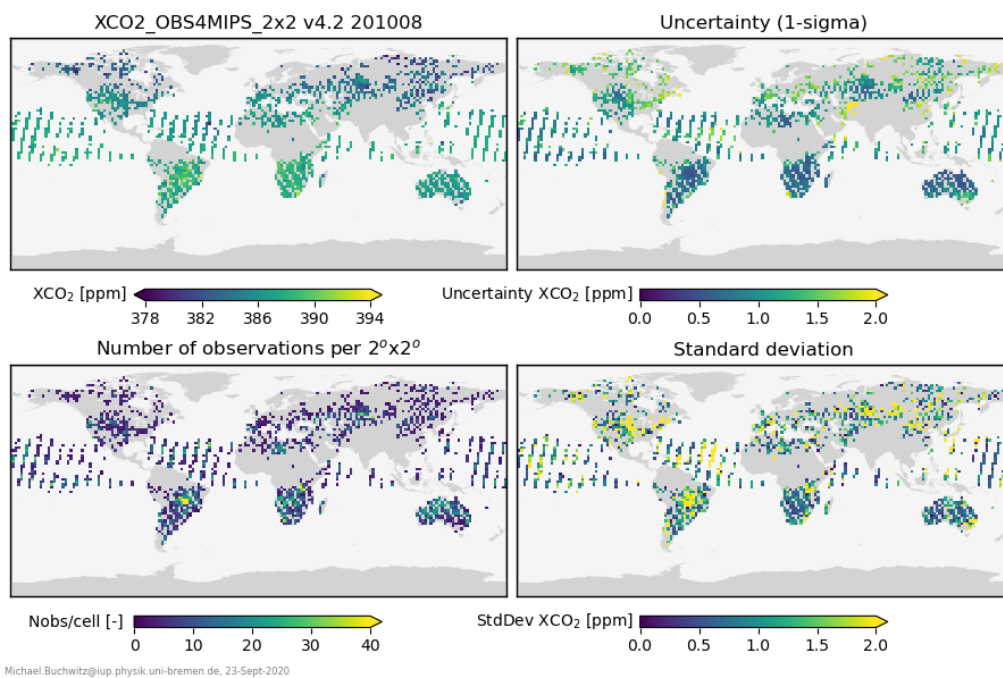 XCO2_OBS4MIPS_2x2 v4.2 201008
Uncertainty (1-sigma)
XCO₂ [ppm]
378 382 386 390 394
Uncertainty XCO₂ [ppm]
0.0 0.5 1.0 1.5 2.0
Number of observations per 2ºx2º
Standard deviation
Nobs/cell [-]
0 10 20 30 40
StdDev XCO₂ [ppm]
0.0 0.5 1.0 1.5 2.0
Michael.Buchwitz@iup.physik.uni-bremen.de, 23-Sept-2020